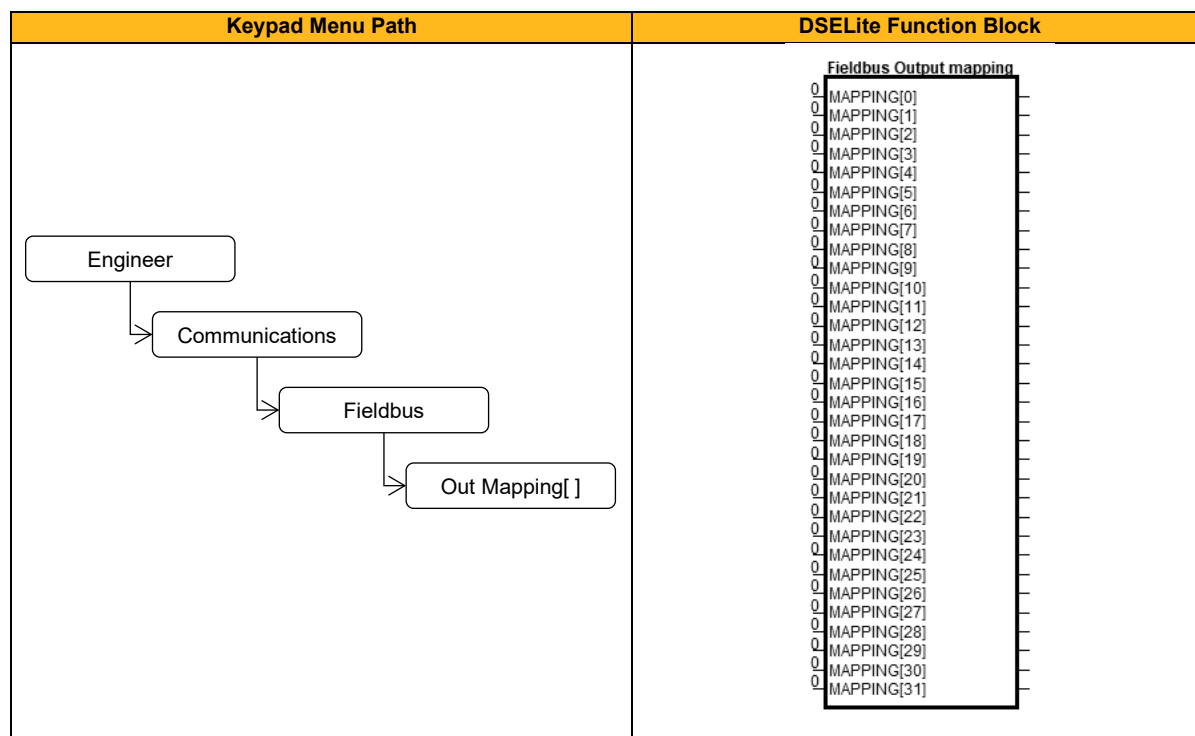 Keypad Menu Path
DSELite Function Block
Engineer
Communications
Fieldbus
Out Mapping[ ]
Fieldbus Output mapping
0 MAPPING[0]
0 MAPPING[1]
0 MAPPING[2]
0 MAPPING[3]
0 MAPPING[4]
0 MAPPING[5]
0 MAPPING[6]
0 MAPPING[7]
0 MAPPING[8]
0 MAPPING[9]
0 MAPPING[10]
0 MAPPING[11]
0 MAPPING[12]
0 MAPPING[13]
0 MAPPING[14]
0 MAPPING[15]
0 MAPPING[16]
0 MAPPING[17]
0 MAPPING[18]
0 MAPPING[19]
0 MAPPING[20]
0 MAPPING[21]
0 MAPPING[22]
0 MAPPING[23]
0 MAPPING[24]
0 MAPPING[25]
0 MAPPING[26]
0 MAPPING[27]
0 MAPPING[28]
0 MAPPING[29]
0 MAPPING[30]
0 MAPPING[31]